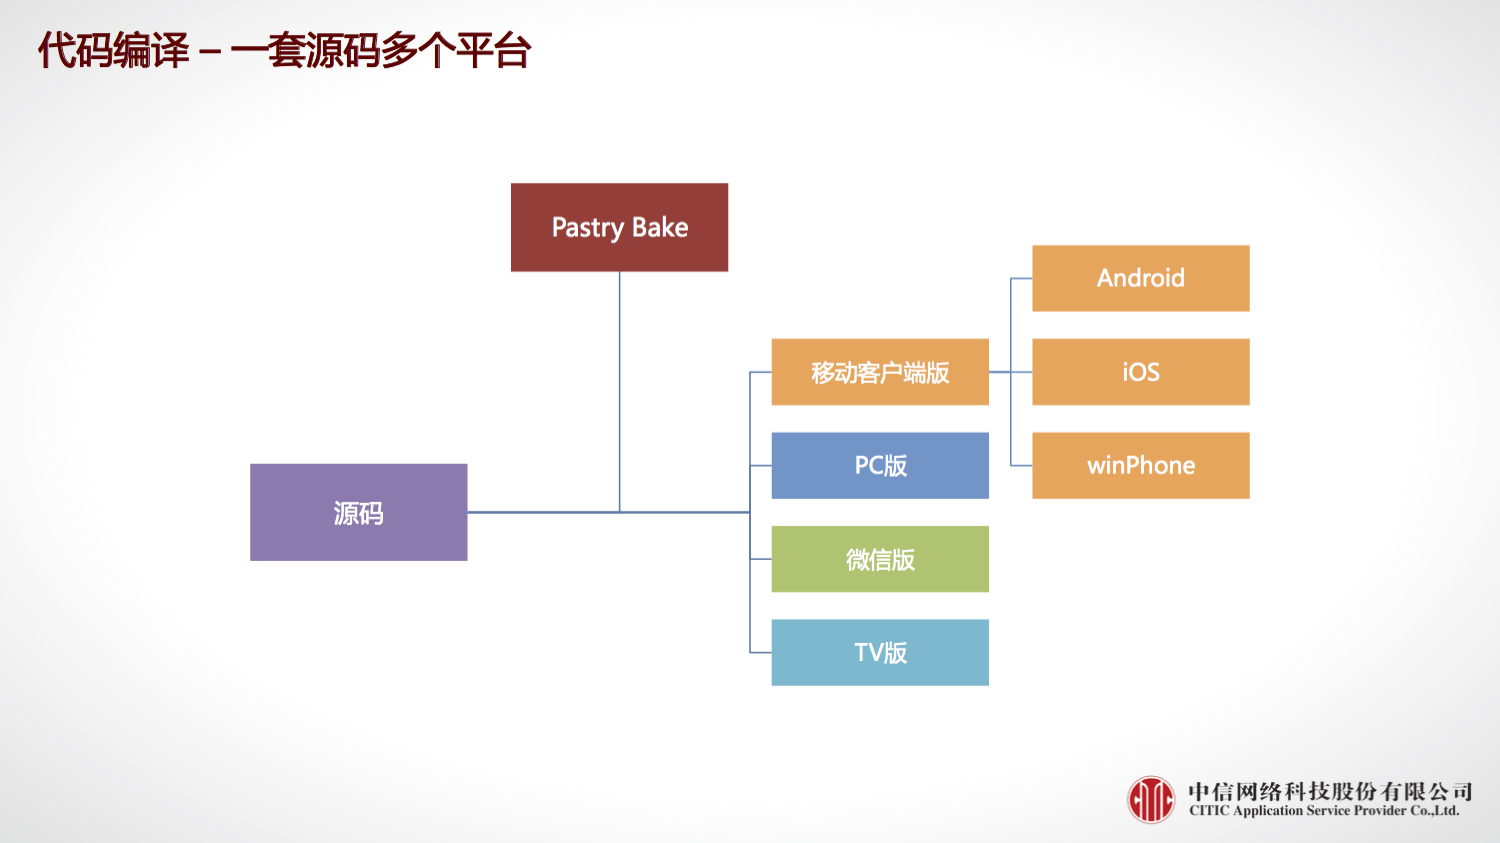 代码编译 – 一套源码多个平台
Pastry Bake
Android
移动客户端版
iOS
PC版
winPhone
源码
微信版
TV版
中信网络科技股份有限公司
CITIC Application Service Provider Co.,Ltd.